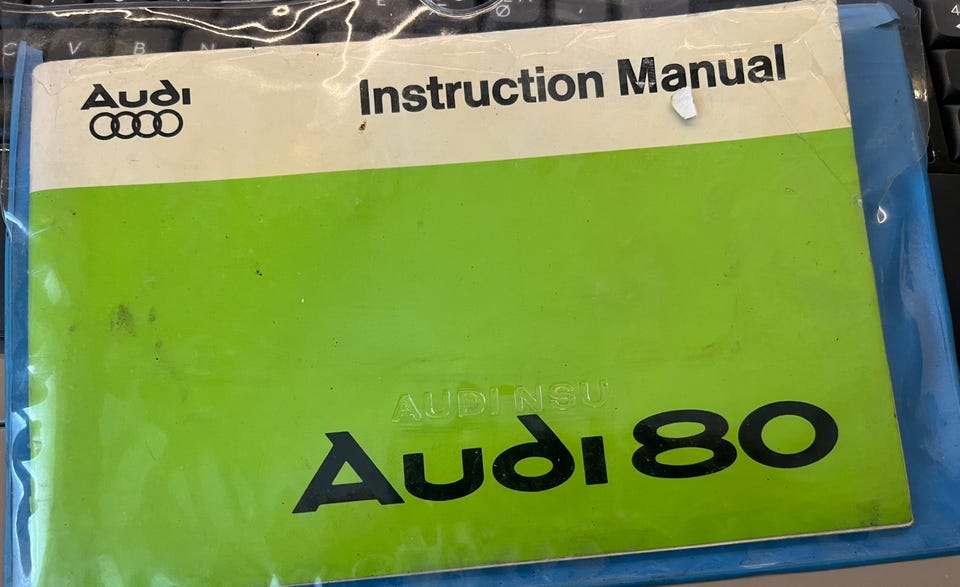 C V B N
Audi
Instruction Manual
AUDI NSU
Audi 80